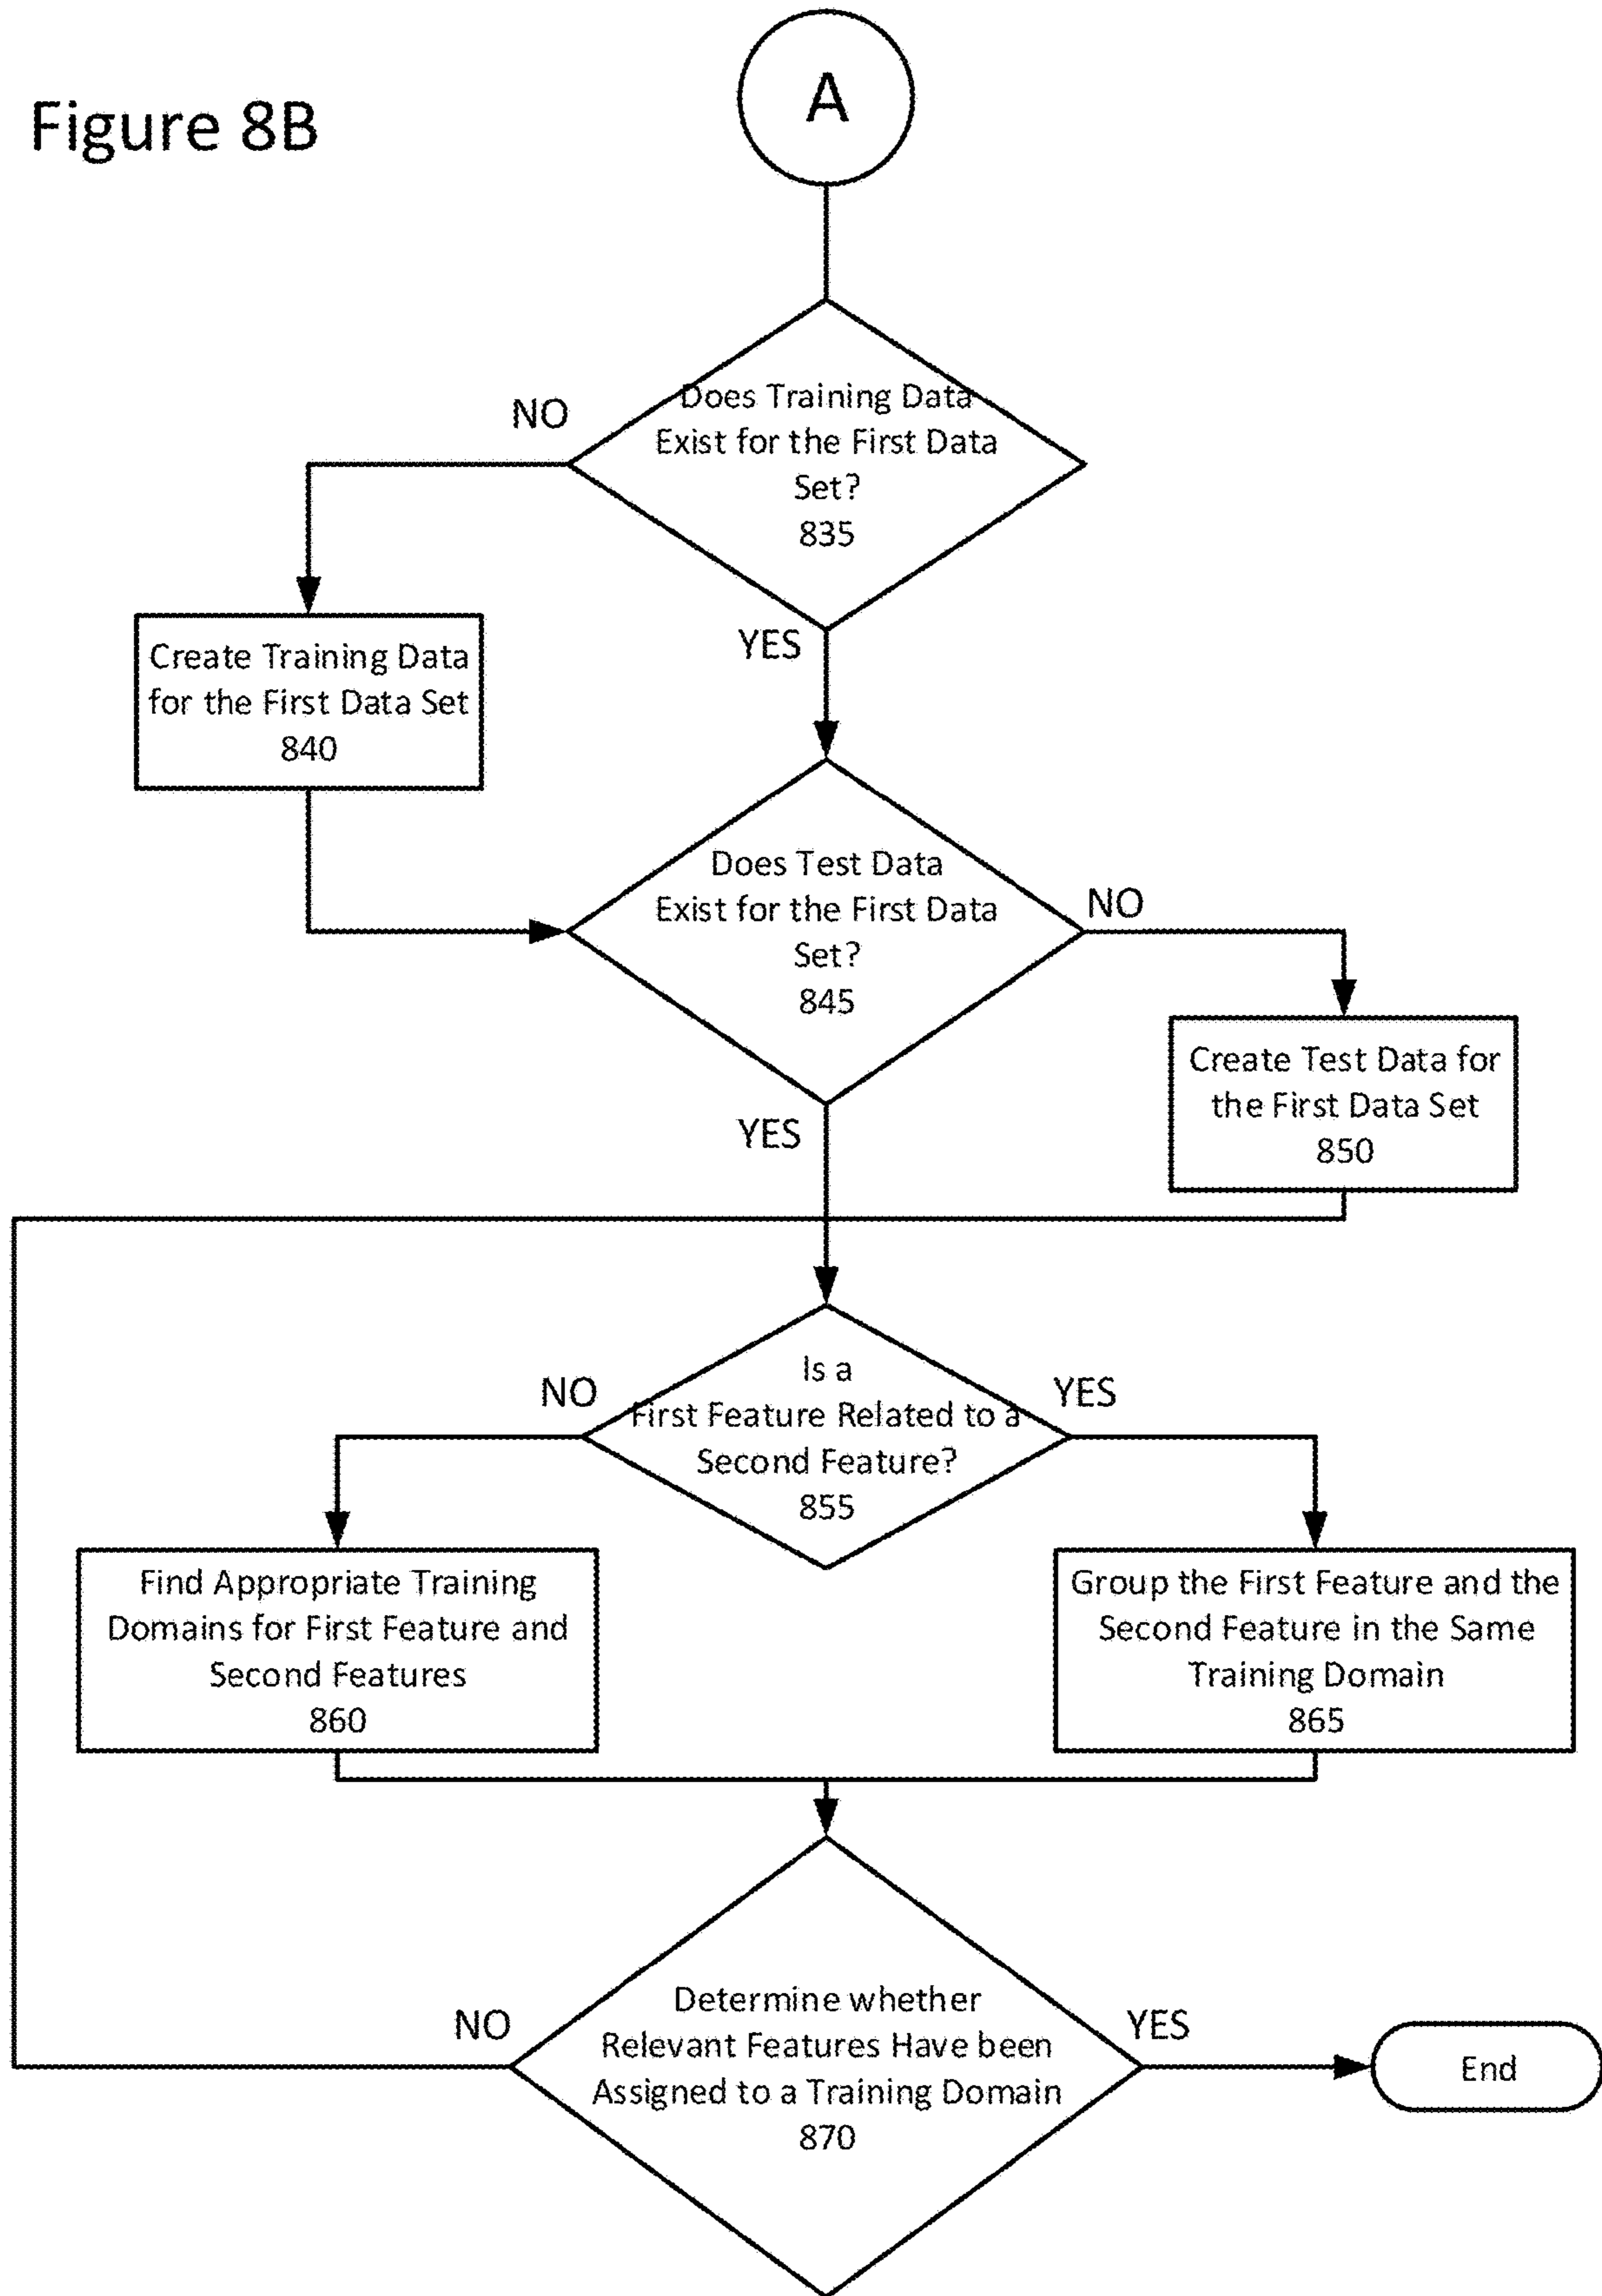 Figure 8B
A
Does Training Data
Exist for the First Data
Set?
835
NO
YES
Create Training Data
for the First Data Set
840
Does Test Data
Exist for the First Data
Set?
845
NO
YES
Create Test Data for
the First Data Set
850
Is a
First Feature Related to a
Second Feature?
855
NO
YES
Find Appropriate Training
Domains for First Feature and
Second Features
860
Group the First Feature and the
Second Feature in the Same
Training Domain
865
Determine whether
Relevant Features Have been
Assigned to a Training Domain
870
NO
YES
End